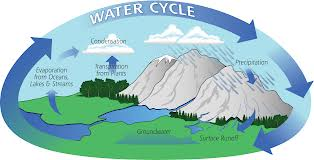 WATER CYCLE
Condensation
Evaporation
from Oceans,
Lakes & Streams
Transpiration
from Plants
Precipitation
Groundwater
Surface Runoff